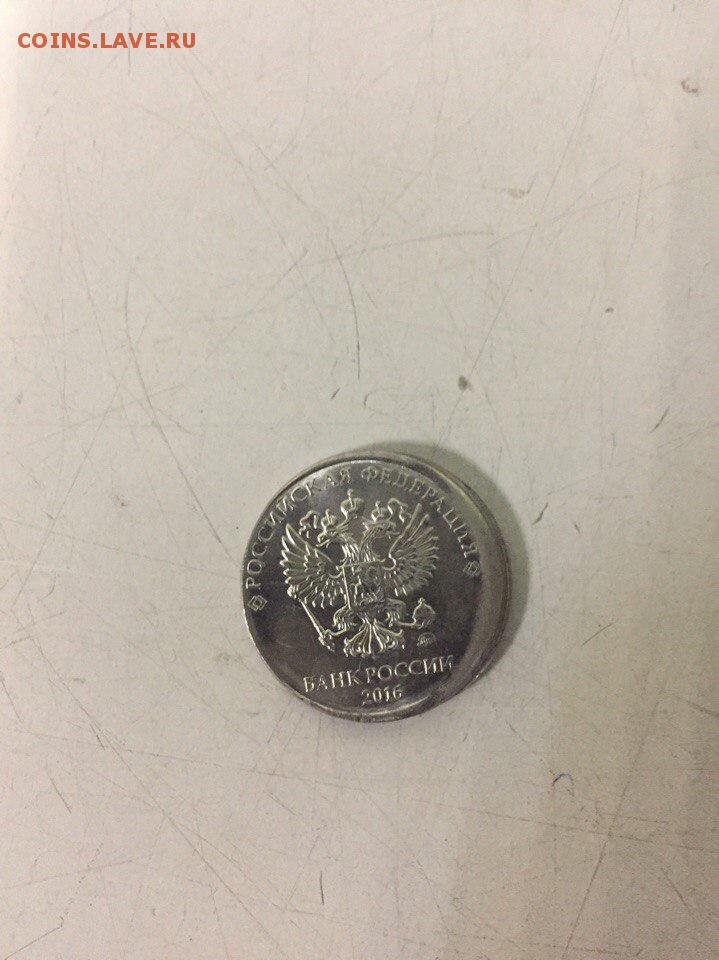 COINS.LAVE.RU
РОССИЙСКАЯ ФЕДЕРАЦИЯ
БАНК РОССИИ
2016